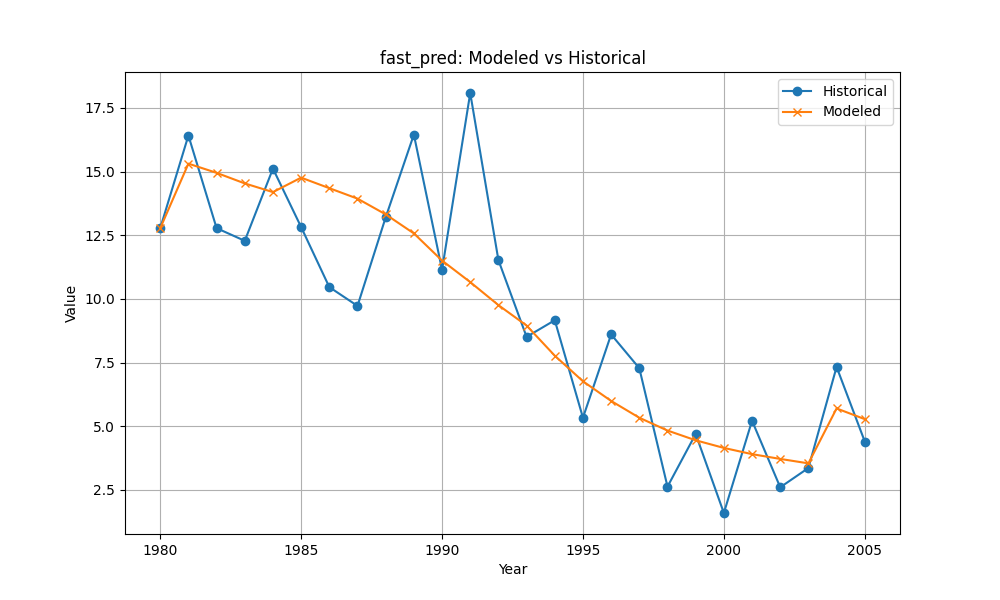 fast_pred: Modeled vs Historical
Historical
Modeled
17.5
15.0
12.5
10.0
7.5
5.0
2.5
Value
1980 1985 1990 1995 2000 2005
Year